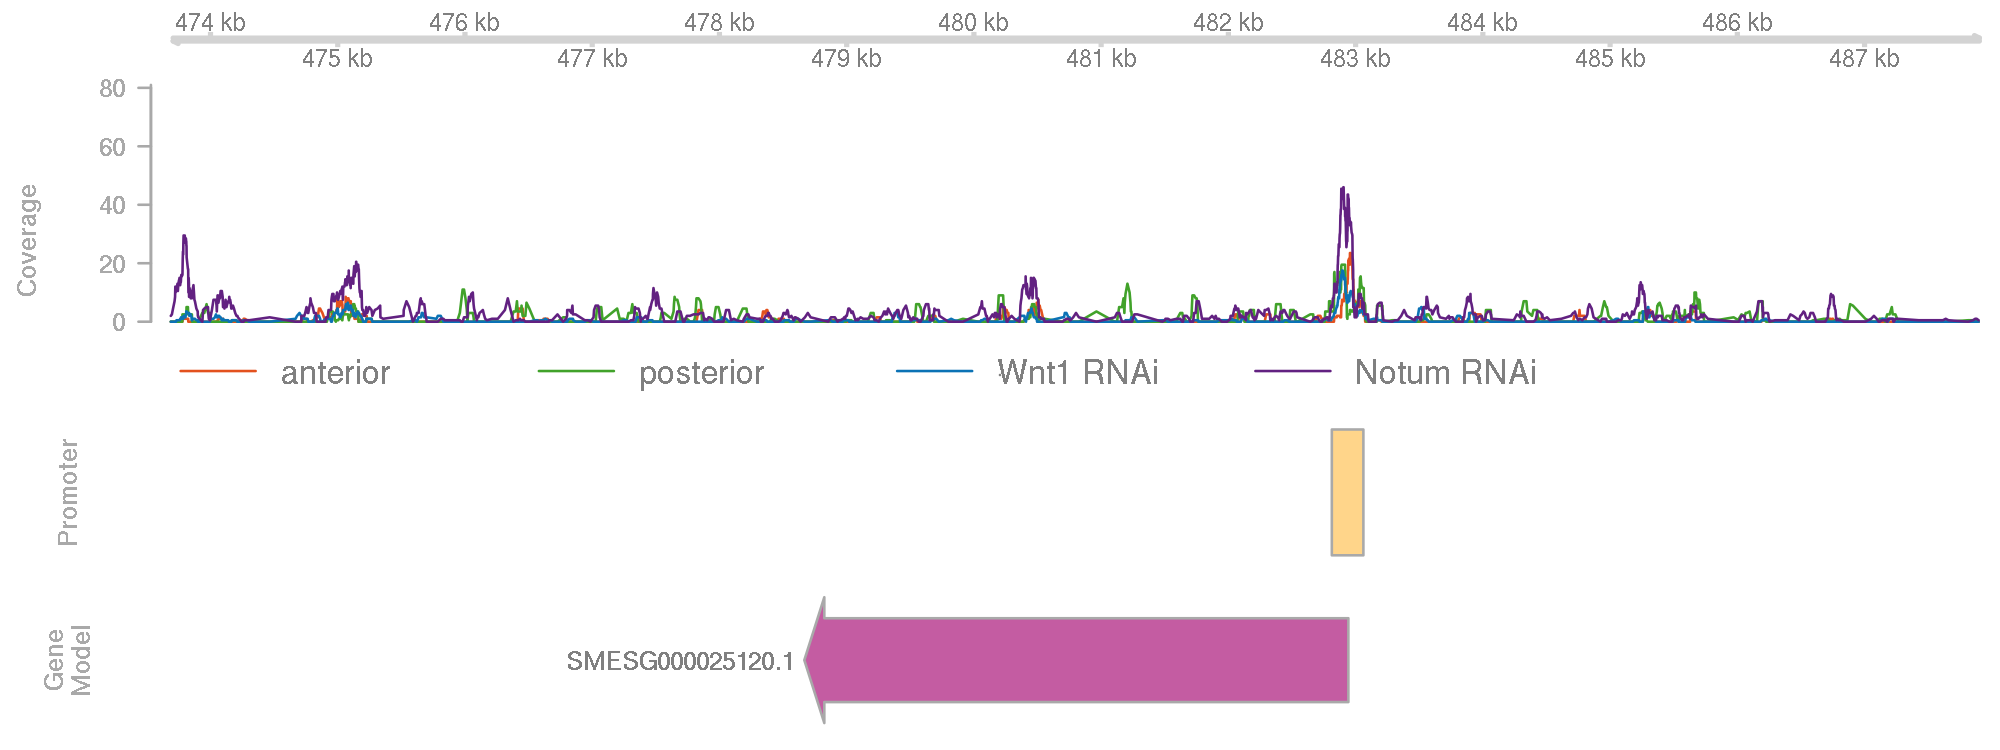 474 kb 476 kb 478 kb 480 kb 482 kb 484 kb 486 kb
475 kb 477 kb 479 kb 481 kb 483 kb 485 kb 487 kb
80
60
40
20
0
Coverage
anterior posterior Wnt1 RNAi Notum RNAi
Promoter
Gene
Model
SMESG000025120.1